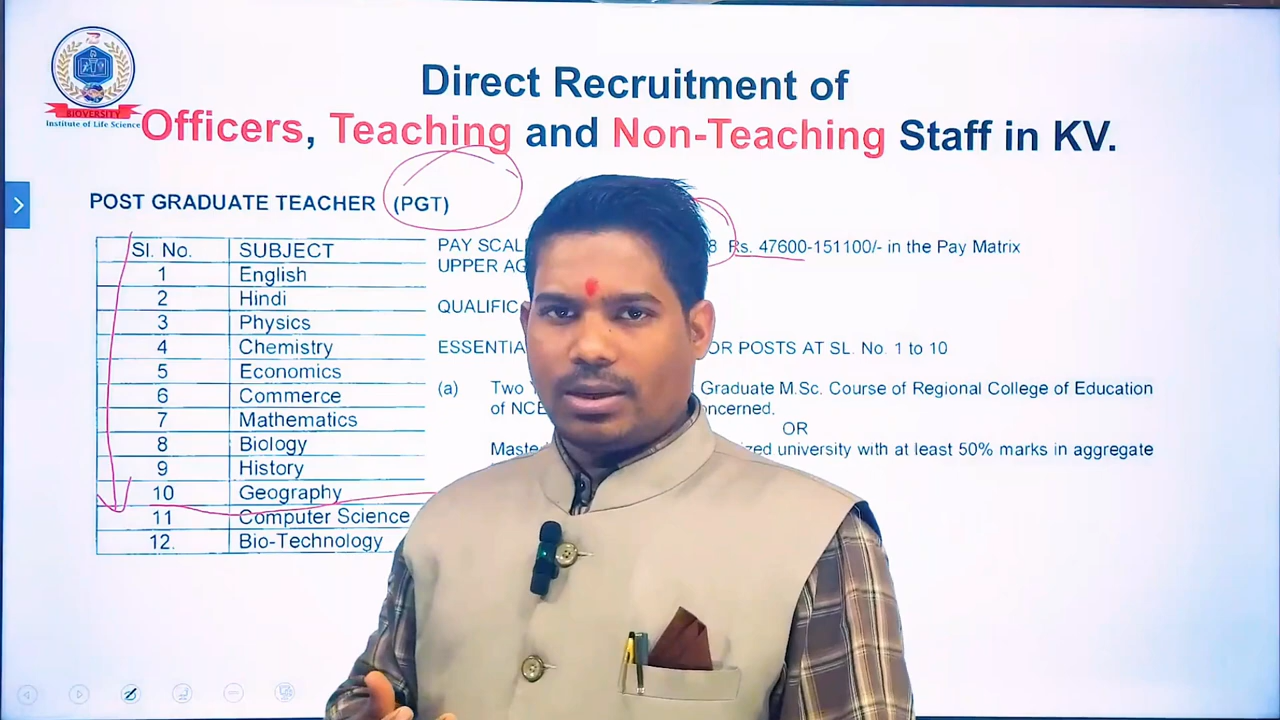 BIOVERSITY
Institute of Life Science
Direct Recruitment of
Officers, Teaching and Non-Teaching Staff in KV.
POST GRADUATE TEACHER (PGT)
Sl. No. SUBJECT
1 English
2 Hindi
3 Physics
4 Chemistry
5 Economics
6 Commerce
7 Mathematics
8 Biology
9 History
10 Geography
11 Computer Science
12. Bio-Technology
PAY SCAL 8 Rs. 47600-151100/- in the Pay Matrix
UPPER AG
QUALIFIC
ESSENTIA OR POSTS AT SL. No. 1 to 10
(a) Two Graduate M.Sc. Course of Regional College of Education
of NCE oncerned.
OR
Maste ized university with at least 50% marks in aggregate